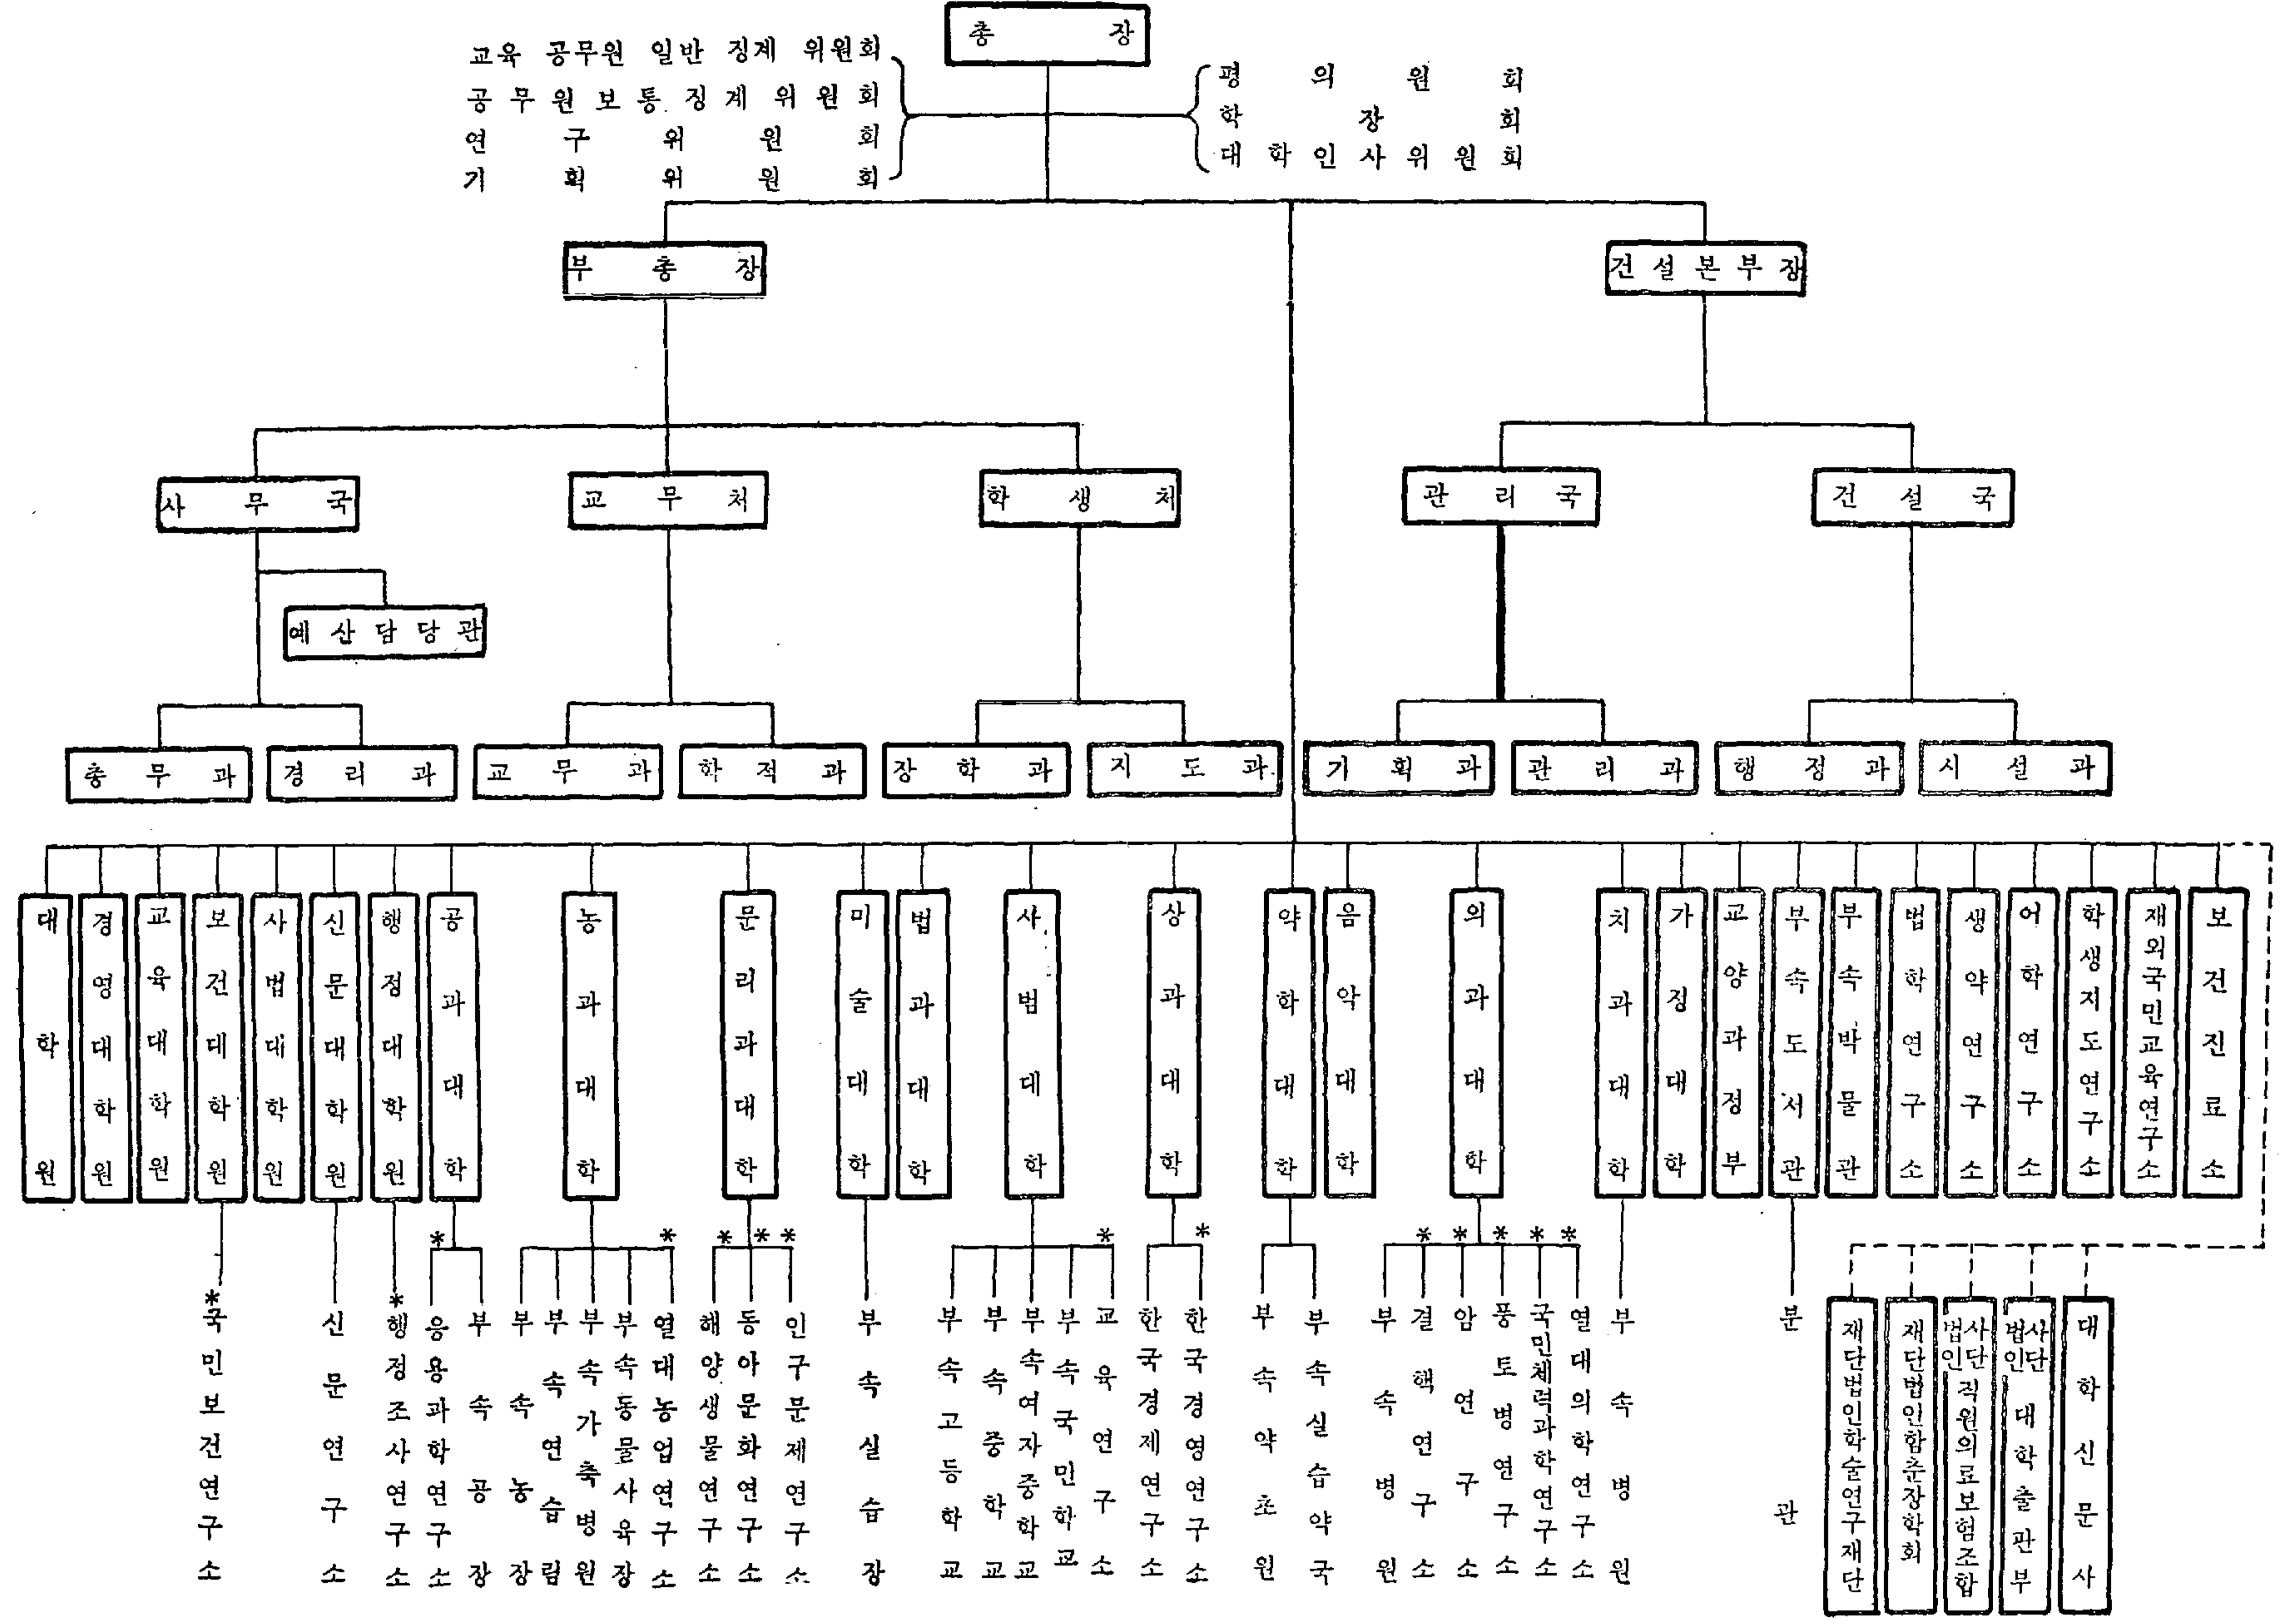 총장
교육 공무원 일반 징계 위원회
공무원 보통 징계 위원회
연구위원회
기획위원회
평의원회
학장회
대학인사위원회
부총장
건설본부장
사무국
교무처
학생처
관리국
건설국
예산담당관
총무과
경리과
교무과
학적과
장학과
지도과
기획과
관리과
행정과
시설과
대학원
경영대학원
교육대학원
보건대학원
사법대학원
신문대학원
행정대학원
공과대학
농과대학
문리과대학
미술대학
법과대학
사범대학
상과대학
약학대학
음악대학
의과대학
치과대학
가정대학
교양과정부
부속도서관
부속박물관
법학연구소
생약연구소
어학연구소
학생지도연구소
재외국민교육연구소
보건진료소
*국민보건연구소
신문연구소
*행정조사연구소
*응용과학연구소
부속공장
부속농장
부속연습림
부속가축병원
부속동물사육장
*열대농업연구소
*해양생물연구소
*동아문화연구소
*인구문제연구소
부속실습장
부속고등학교
부속중학교
부속여자중학교
부속국민학교
*교육연구소
한국경제연구소
*한국경영연구소
부속약초원
부속실습약국
부속병원
*결핵연구소
*암연구소
*풍토병연구소
*국민체력과학연구소
*열대의학연구소
부속병원
분관
재단법인학술연구재단
재단법인함춘장학회
사단법인 직원의료보험조합
사단법인 대학출판부
대학신문사